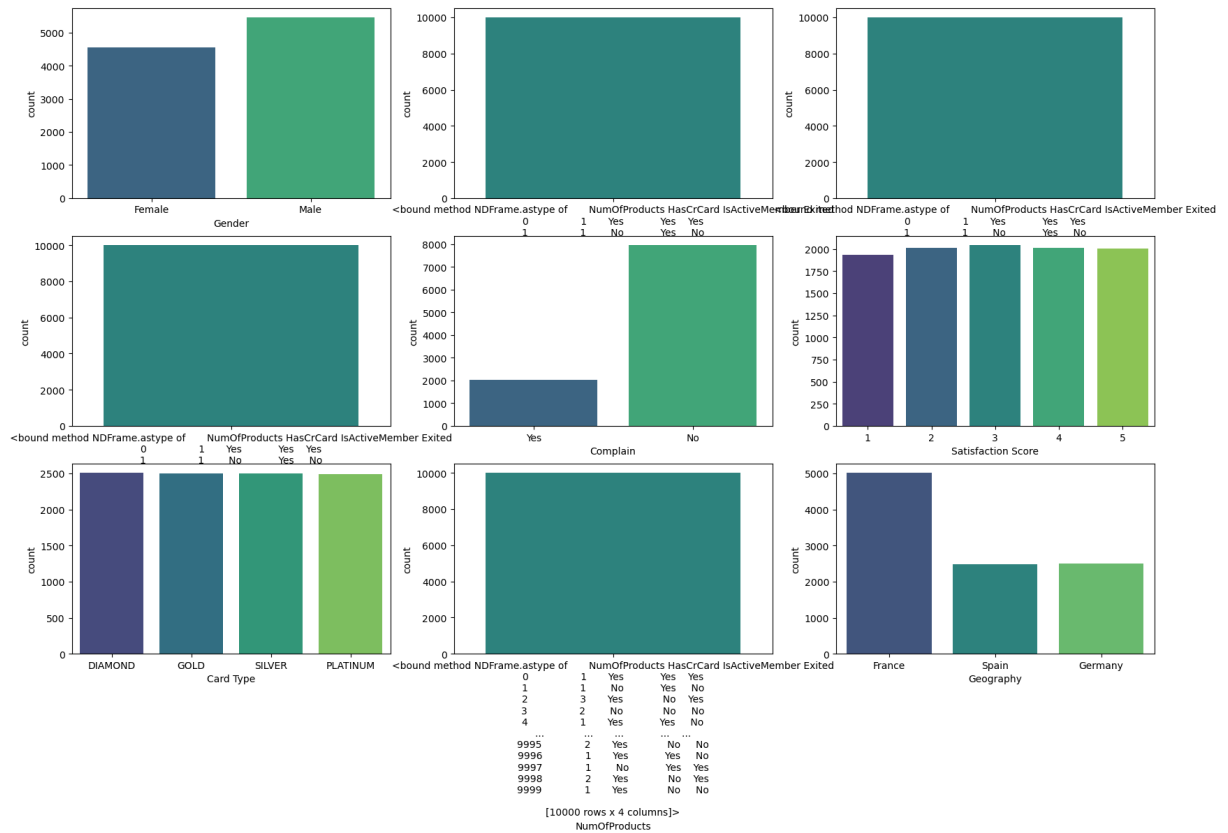 5000
4000
3000
2000
1000
0
count
Female Male
Gender
10000
8000
6000
4000
2000
0
count
<bound method NDFrame.astype of NumOfProducts HasCrCard IsActiveMember Exited
0 1 Yes Yes Yes
1 1 No Yes No
10000
8000
6000
4000
2000
0
count
<bound method NDFrame.astype of NumOfProducts HasCrCard IsActiveMember Exited
0 1 Yes Yes Yes
1 1 No Yes No
10000
8000
6000
4000
2000
0
count
<bound method NDFrame.astype of NumOfProducts HasCrCard IsActiveMember Exited
0 1 Yes Yes Yes
1 1 No Yes No
8000
7000
6000
5000
4000
3000
2000
1000
0
count
Yes No
Complain
2000
1750
1500
1250
1000
750
500
250
0
count
1 2 3 4 5
Satisfaction Score
2500
2000
1500
1000
500
0
count
DIAMOND GOLD SILVER PLATINUM
Card Type
10000
8000
6000
4000
2000
0
count
<bound method NDFrame.astype of NumOfProducts HasCrCard IsActiveMember Exited
0 1 Yes Yes Yes
1 1 No Yes No
2 3 Yes No Yes
3 2 No No No
4 1 Yes Yes No
... ... ... ... ...
9995 2 Yes No No
9996 1 Yes Yes No
9997 1 No Yes Yes
9998 2 Yes No Yes
9999 1 Yes No No
[10000 rows x 4 columns]>
NumOfProducts
5000
4000
3000
2000
1000
0
count
France Spain Germany
Geography